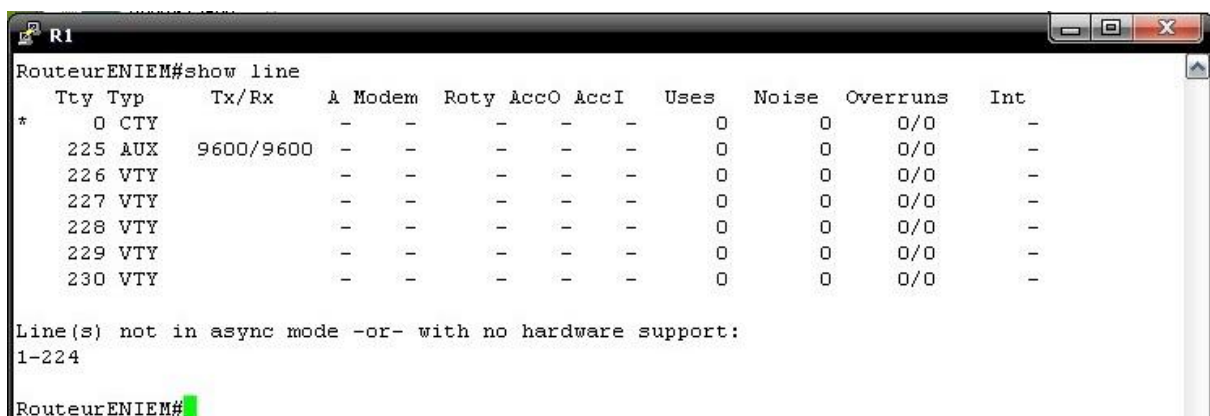 R1
RouteurENIEM#show line
Tty Typ Tx/Rx A Modem Roty AccO AccI Uses Noise Overruns Int
* 0 CTY - - - - - 0 0 0/0 -
225 AUX 9600/9600 - - - - - 0 0 0/0 -
226 VTY - - - - - 0 0 0/0 -
227 VTY - - - - - 0 0 0/0 -
228 VTY - - - - - 0 0 0/0 -
229 VTY - - - - - 0 0 0/0 -
230 VTY - - - - - 0 0 0/0 -
Line(s) not in async mode -or- with no hardware support:
1-224
RouteurENIEM#